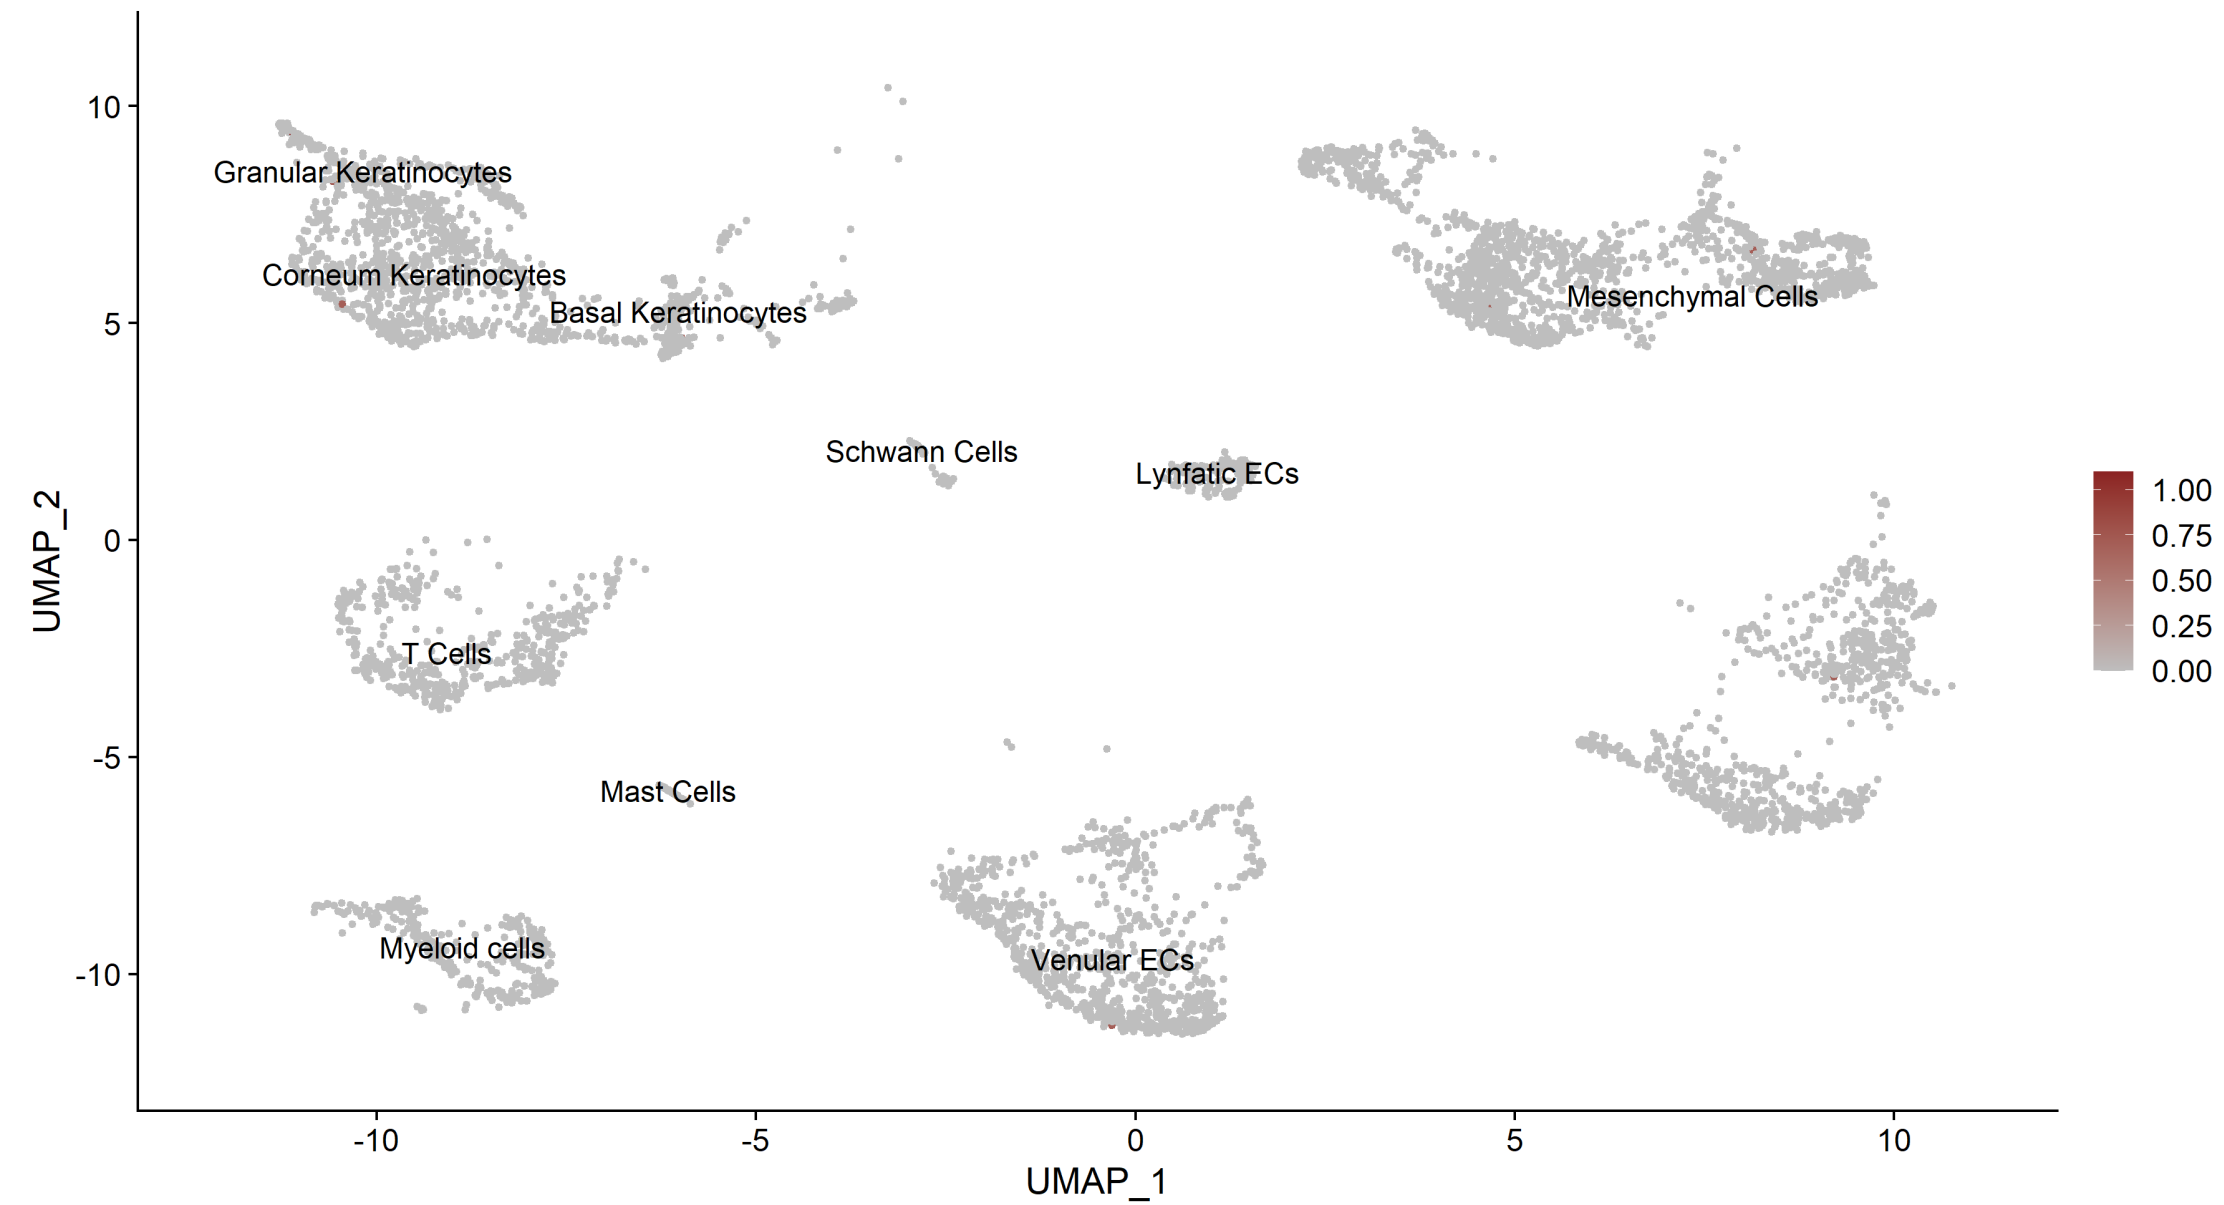 10
5
0
-5
-10
UMAP_2
Granular Keratinocytes
Corneum Keratinocytes
Basal Keratinocytes
Mesenchymal Cells
Schwann Cells
Lynfatic ECs
T Cells
Mast Cells
Myeloid cells
Venular ECs
1.00
0.75
0.50
0.25
0.00
-10
-5
0
5
10
UMAP_1